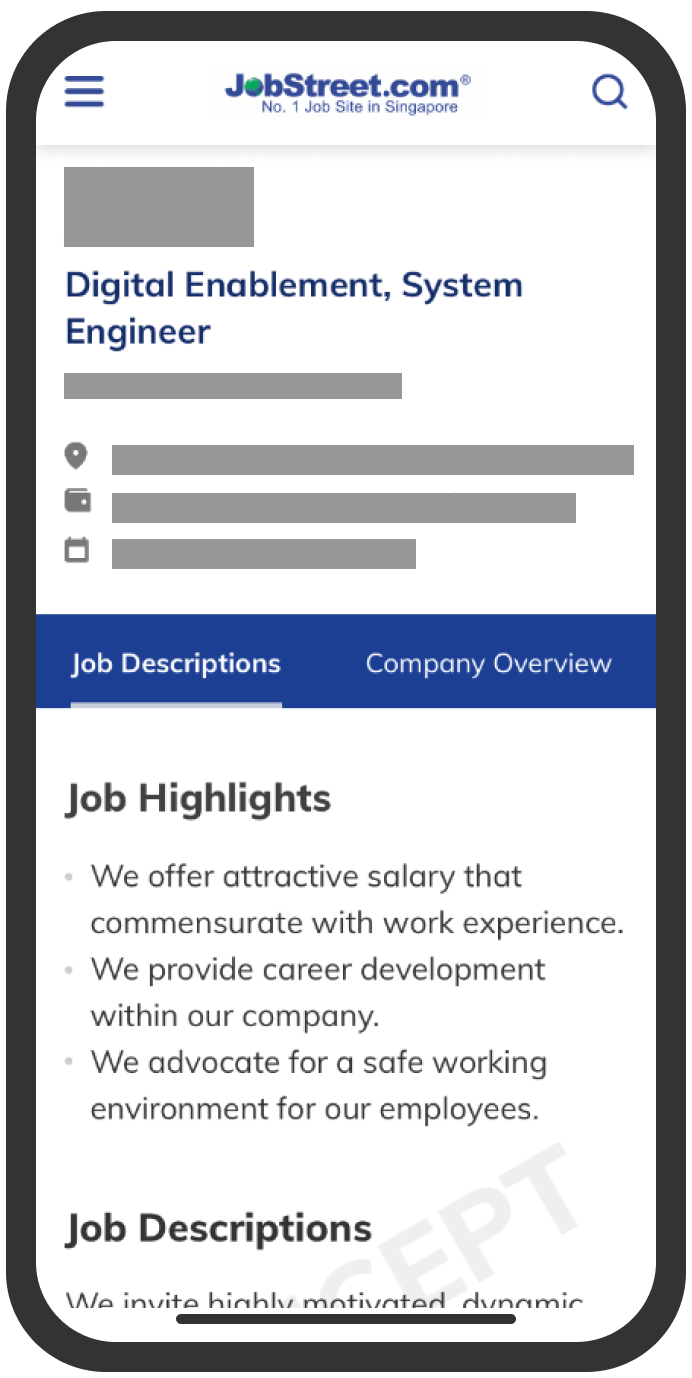 JobStreet.com®
No. 1 Job Site in Singapore
Digital Enablement, System
Engineer
Job Descriptions
Company Overview
Job Highlights
• We offer attractive salary that
commensurate with work experience.
• We provide career development
within our company.
• We advocate for a safe working
environment for our employees.
Job Descriptions
We invite highly motivated, dynamic